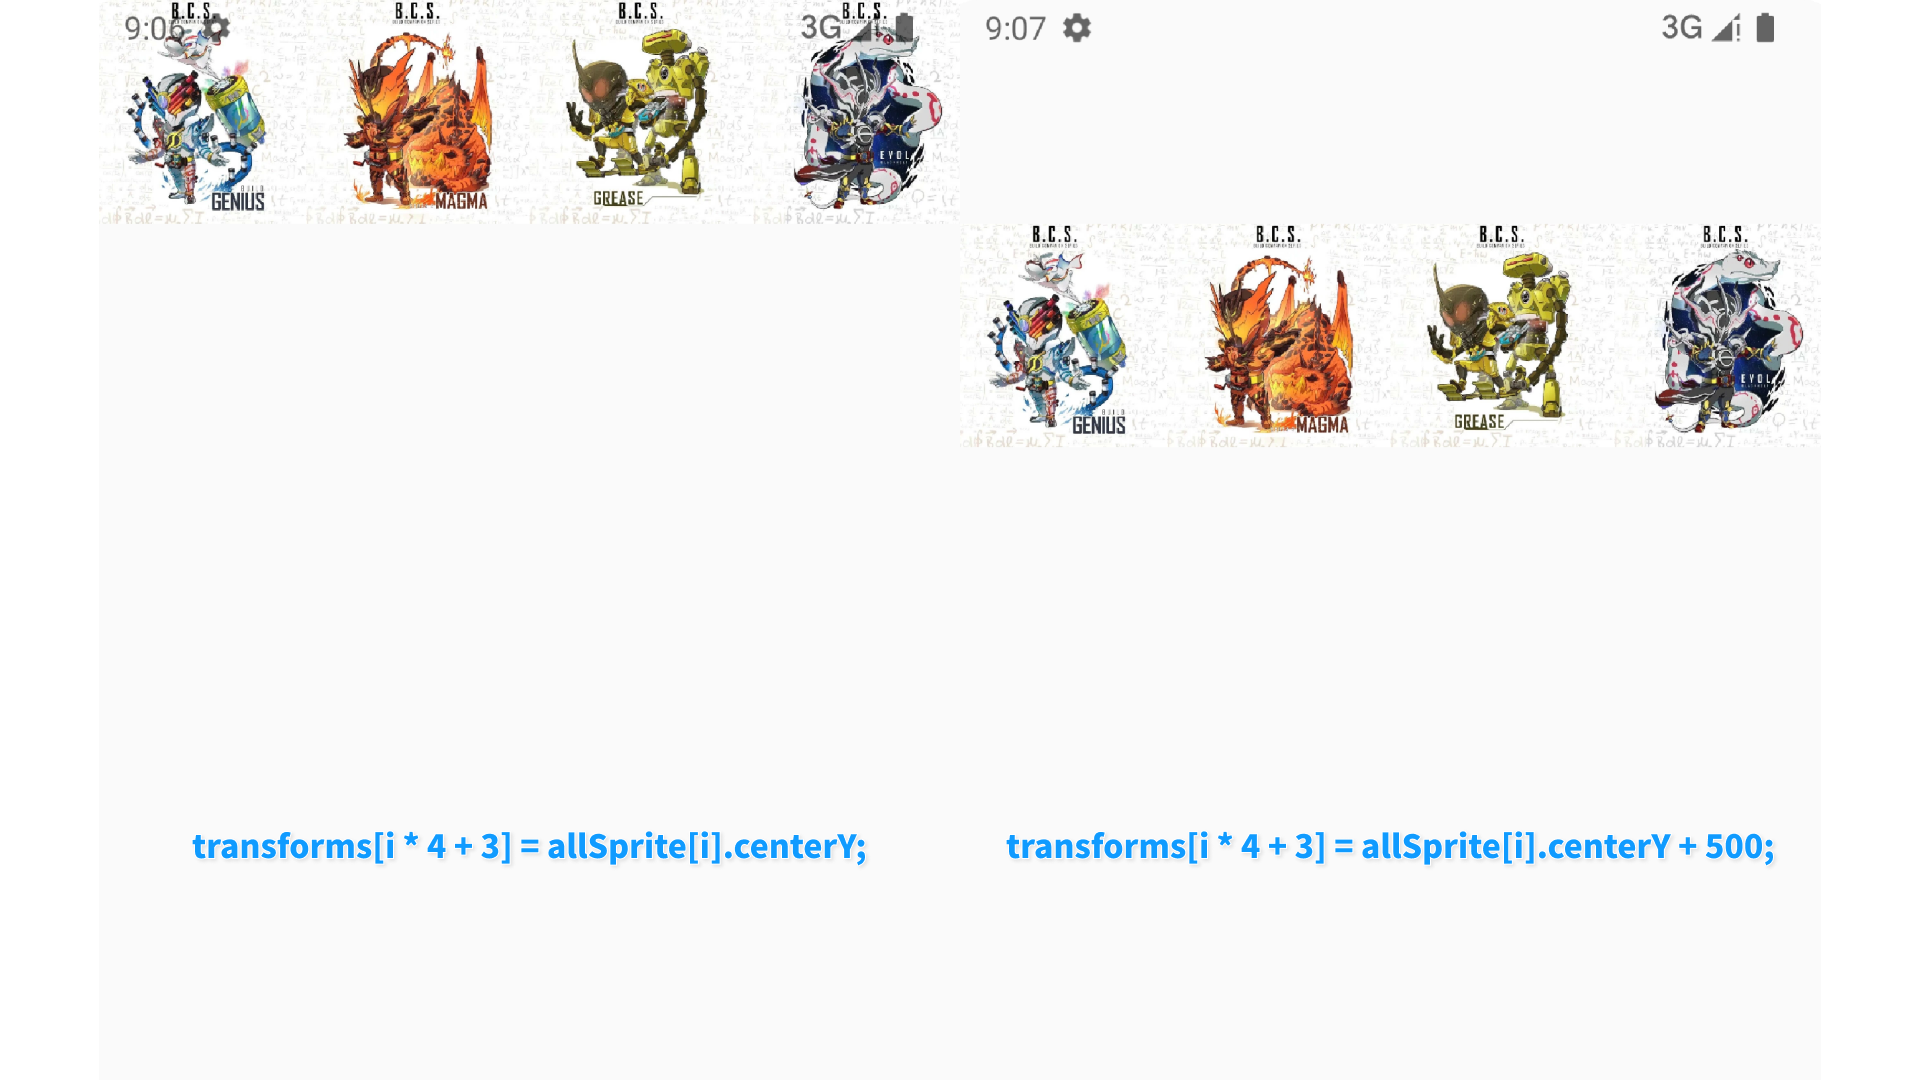 9:06
3G
B.C.S.
B.C.S.
B.C.S.
B.C.S.
BUILD
GENIUS
MAGMA
GREASE
EVOL
transforms[i * 4 + 3] = allSprite[i].centerY;
9:07
3G
B.C.S.
B.C.S.
B.C.S.
B.C.S.
BUILD
GENIUS
MAGMA
GREASE
EVOL
transforms[i * 4 + 3] = allSprite[i].centerY + 500;